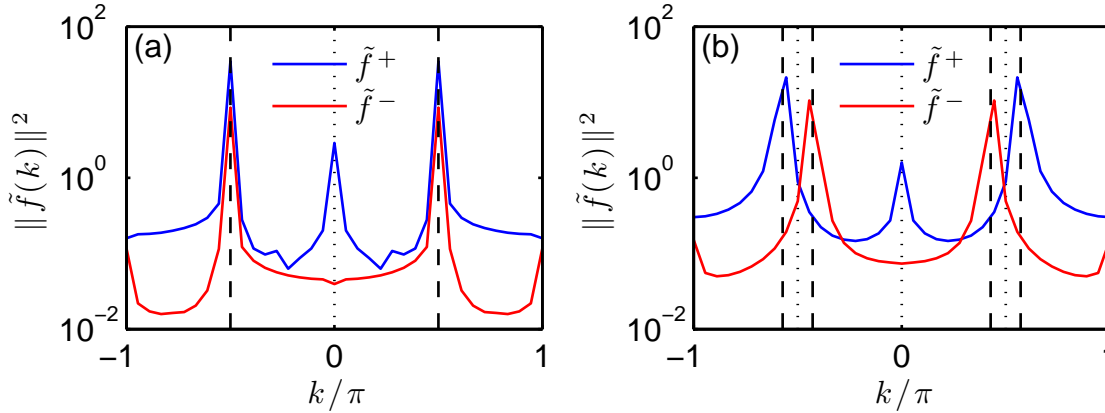 (a)
f̃ +
f̃ −
10^2
10^0
10^−2
−1 0 1
k/π
‖f̃(k)‖^2
(b)
f̃ +
f̃ −
10^2
10^0
10^−2
−1 0 1
k/π
‖f̃(k)‖^2